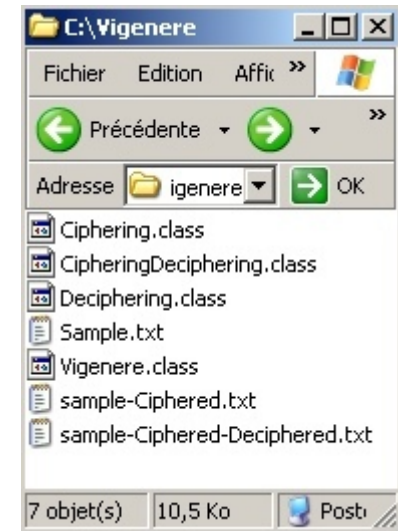 C:\Vigenere
Fichier Edition Affic »
Précédente »
Adresse igenere OK
Ciphering.class
CipheringDeciphering.class
Deciphering.class
Sample.txt
Vigenere.class
sample-Ciphered.txt
sample-Ciphered-Deciphered.txt
7 objet(s) 10,5 Ko Post